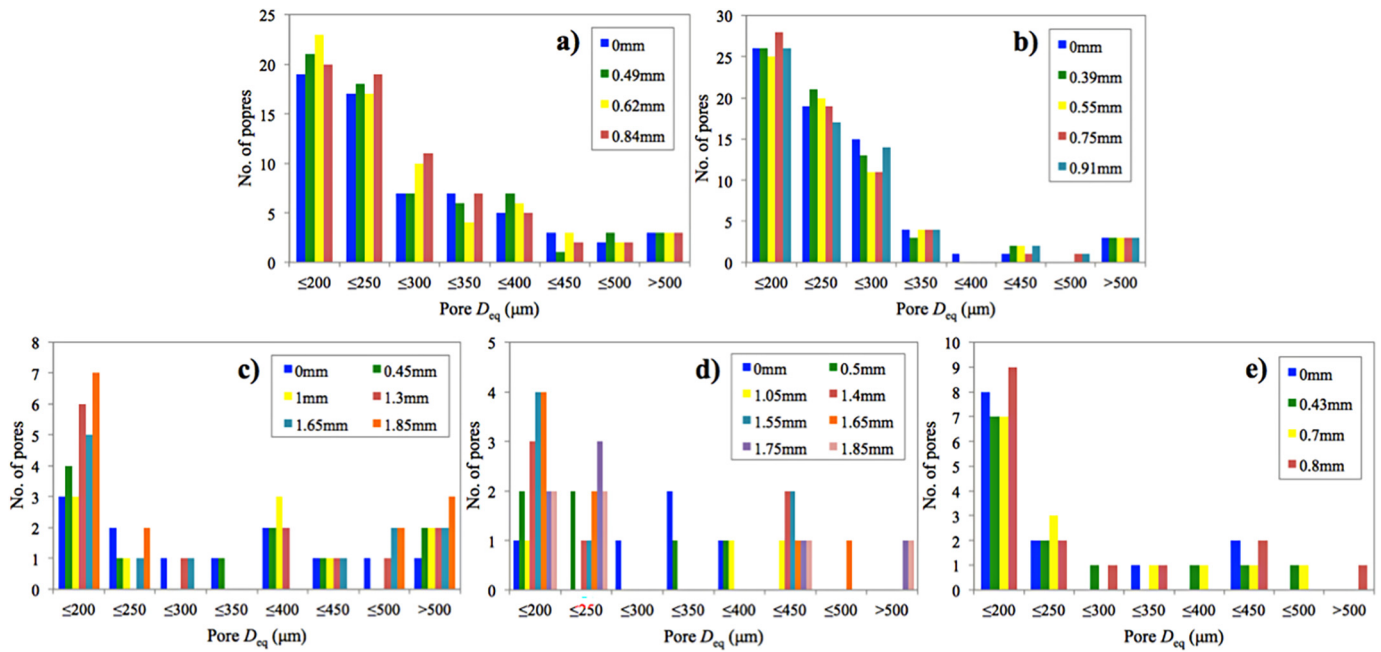 a)
25
20
15
10
5
0
No. of popres
0mm
0.49mm
0.62mm
0.84mm
≤200 ≤250 ≤300 ≤350 ≤400 ≤450 ≤500 >500
Pore Deq (μm)
b)
30
25
20
15
10
5
0
No. of pores
0mm
0.39mm
0.55mm
0.75mm
0.91mm
≤200 ≤250 ≤300 ≤350 ≤400 ≤450 ≤500 >500
Pore Deq (μm)
c)
8
7
6
5
4
3
2
1
0
No. of pores
0mm 0.45mm
1mm 1.3mm
1.65mm 1.85mm
≤200 ≤250 ≤300 ≤350 ≤400 ≤450 ≤500 >500
Pore Deq (μm)
d)
5
4
3
2
1
0
No. of pores
0mm 0.5mm
1.05mm 1.4mm
1.55mm 1.65mm
1.75mm 1.85mm
≤200 ≤250 ≤300 ≤350 ≤400 ≤450 ≤500 >500
Pore Deq (μm)
e)
10
9
8
7
6
5
4
3
2
1
0
No. of pores
0mm
0.43mm
0.7mm
0.8mm
≤200 ≤250 ≤300 ≤350 ≤400 ≤450 ≤500 >500
Pore Deq (μm)